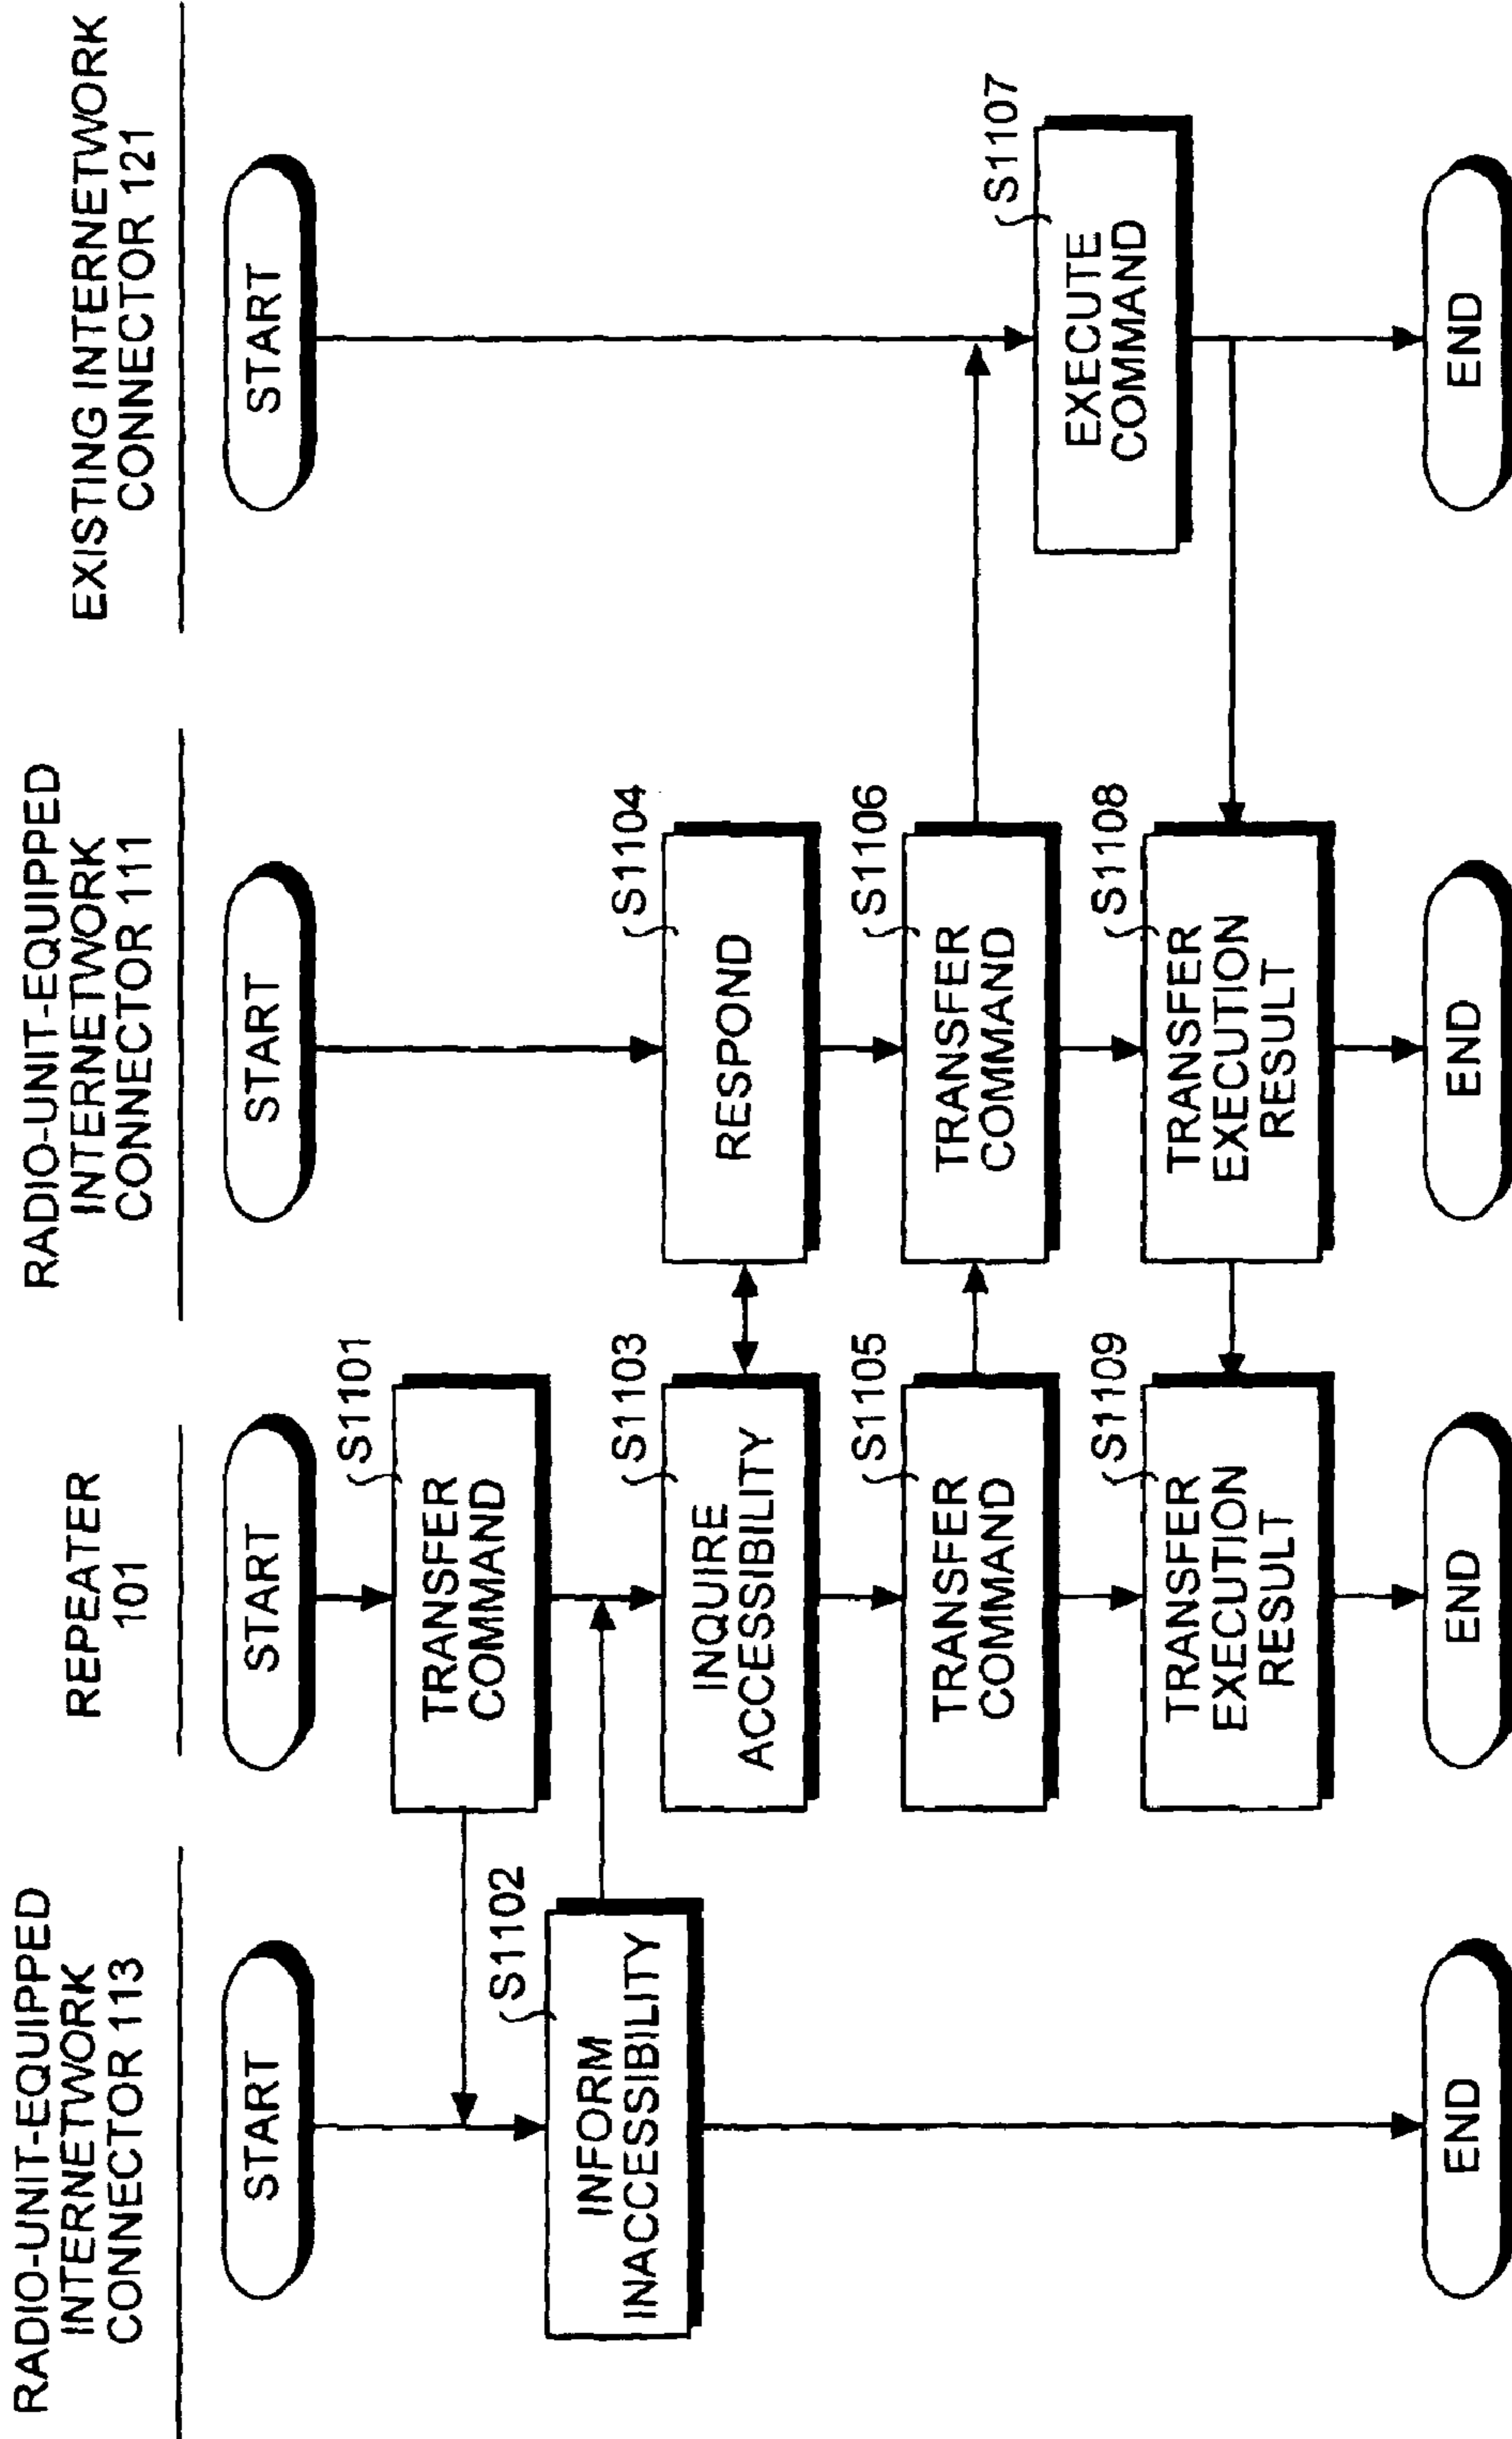 RADIO-UNIT-EQUIPPED
INTERNETWORK
CONNECTOR 113
REPEATER
101
RADIO-UNIT-EQUIPPED
INTERNETWORK
CONNECTOR 111
EXISTING INTERNETWORK
CONNECTOR 121
START
START
START
START
S1101
TRANSFER
COMMAND
S1102
INFORM
INACCESSIBILITY
S1103
INQUIRE
ACCESSIBILITY
S1104
RESPOND
S1105
TRANSFER
COMMAND
S1106
TRANSFER
COMMAND
S1107
EXECUTE
COMMAND
S1108
TRANSFER
EXECUTION
RESULT
S1109
TRANSFER
EXECUTION
RESULT
END
END
END
END